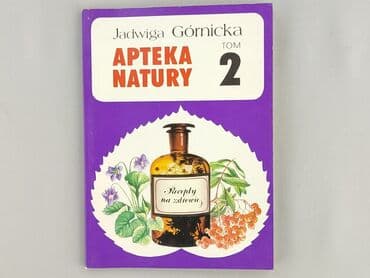 Jadwiga Górnicka
APTEKA
NATURY
TOM
2
Recepty
na zdrowie